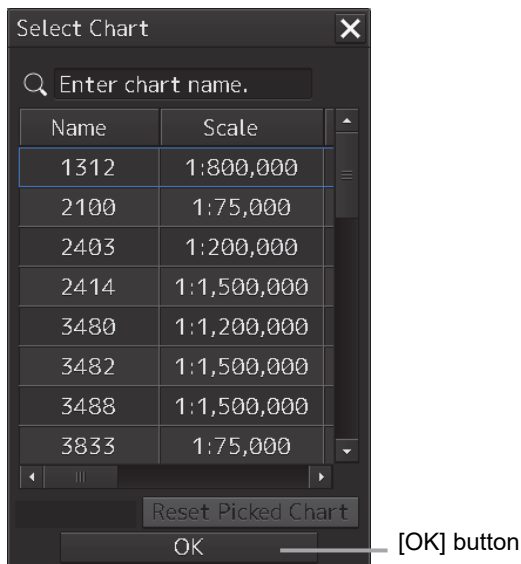 Select Chart
Enter chart name.
Name Scale
1312 1:800,000
2100 1:75,000
2403 1:200,000
2414 1:1,500,000
3480 1:1,200,000
3482 1:1,500,000
3488 1:1,500,000
3833 1:75,000
Reset Picked Chart
OK [OK] button